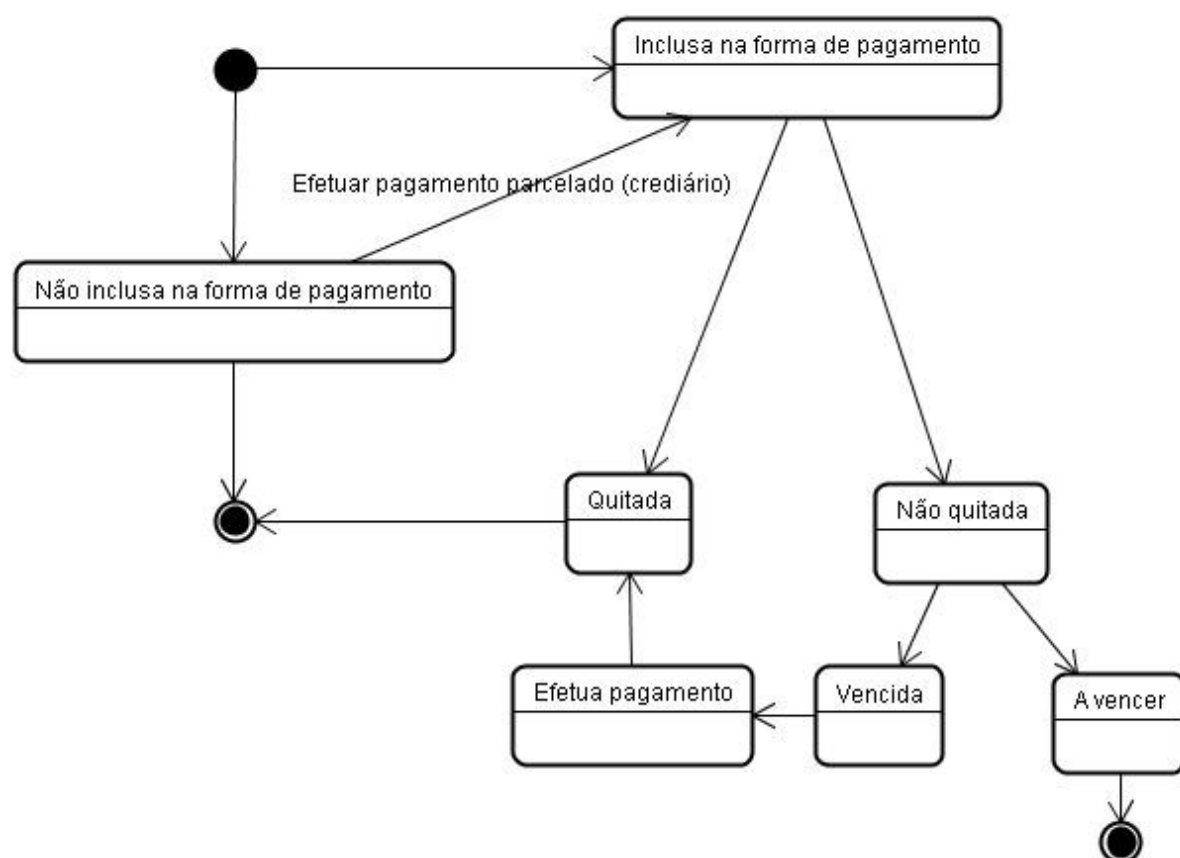 Inclusa na forma de pagamento
Efetuar pagamento parcelado (crediário)
Não inclusa na forma de pagamento
Quitada
Não quitada
Efetua pagamento
Vencida
A vencer